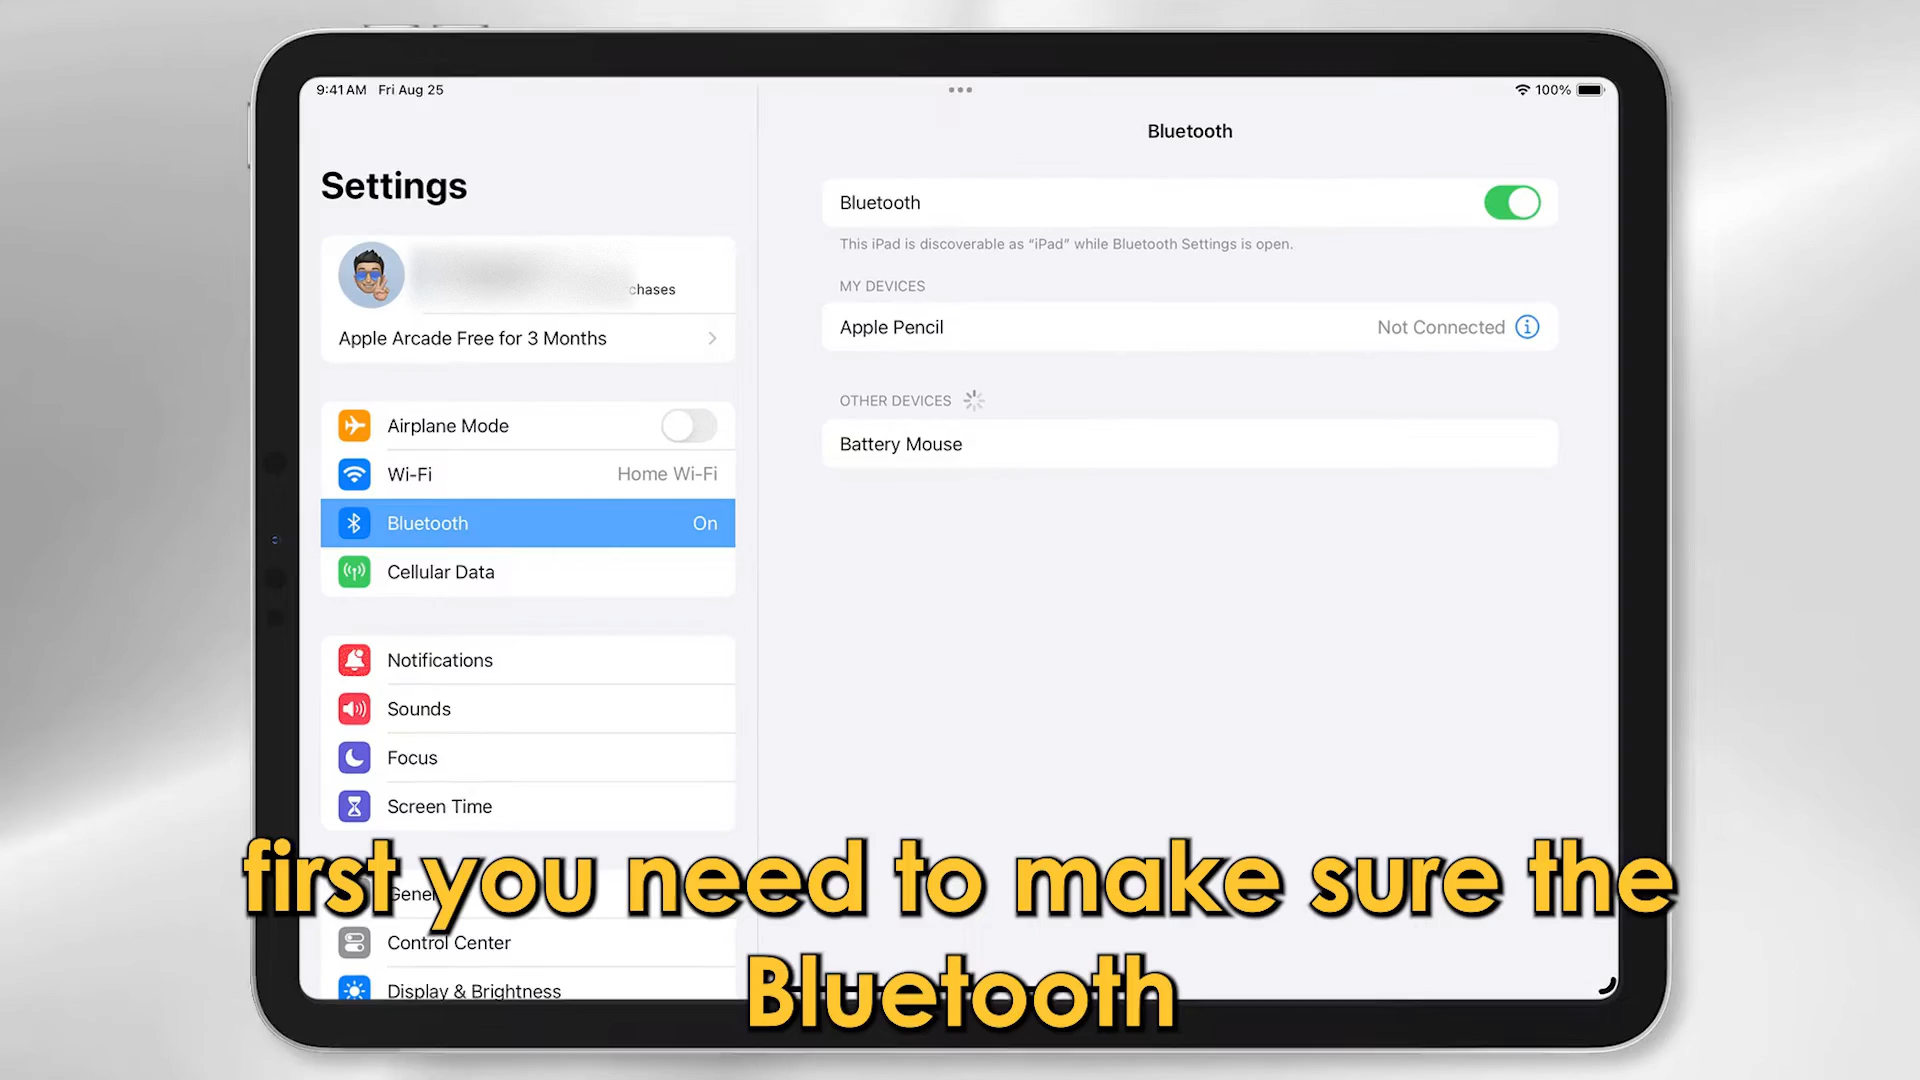 9:41 AM Fri Aug 25
100%
Settings
chases
Apple Arcade Free for 3 Months
Airplane Mode
Wi-Fi Home Wi-Fi
Bluetooth On
Cellular Data
Notifications
Sounds
Focus
Screen Time
Gener
Control Center
Display & Brightness
Bluetooth
Bluetooth
This iPad is discoverable as “iPad” while Bluetooth Settings is open.
MY DEVICES
Apple Pencil Not Connected
OTHER DEVICES
Battery Mouse
first you need to make sure the
Bluetooth